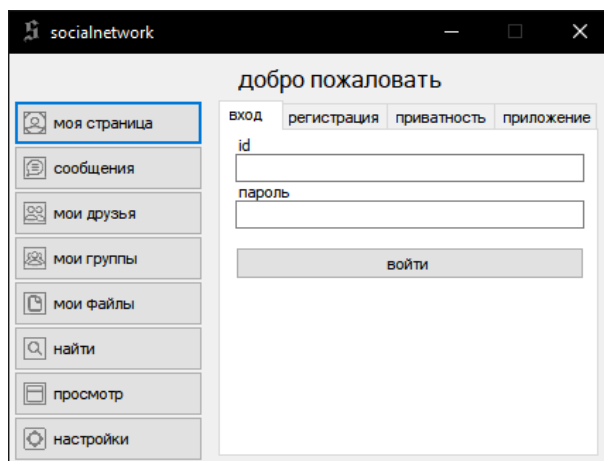 socialnetwork
добро пожаловать
моя страница
сообщения
мои друзья
мои группы
мои файлы
найти
просмотр
настройки
вход регистрация приватность приложение
id
пароль
войти